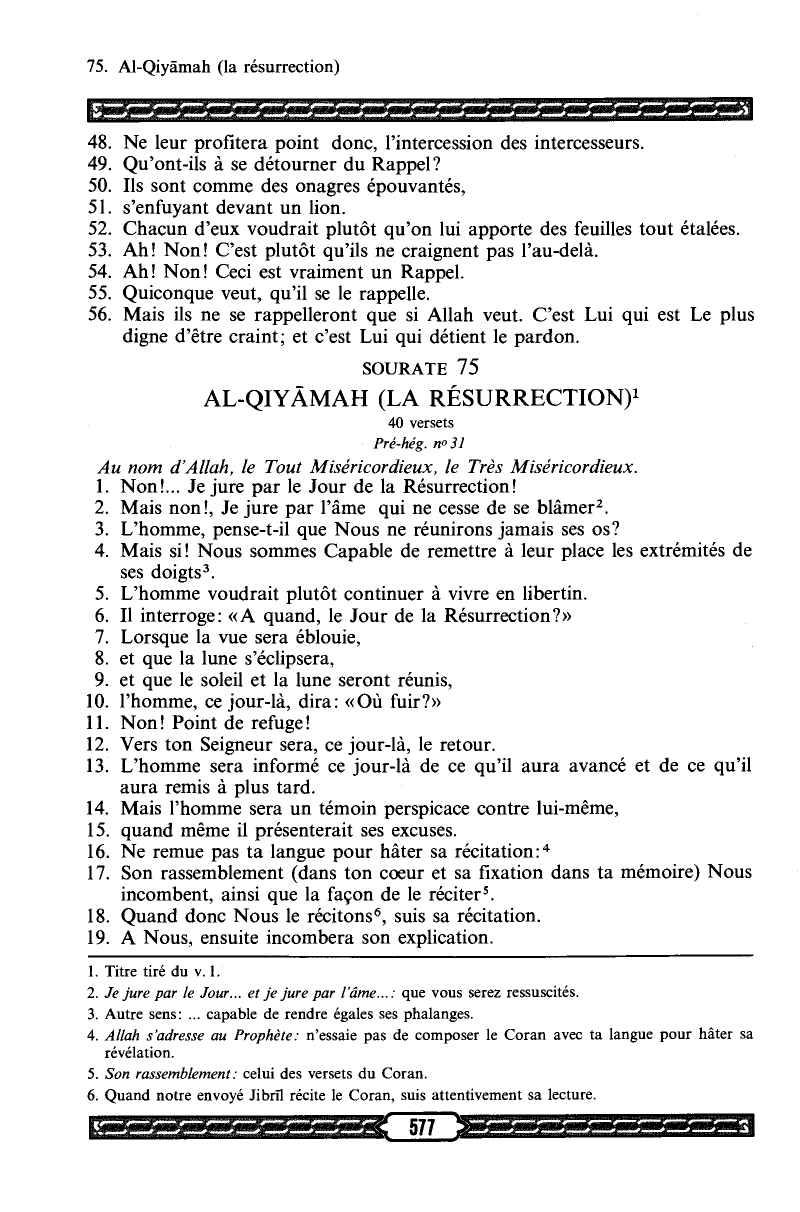 75. Al-Qiyāmah (la résurrection)
48. Ne leur profitera point donc, l'intercession des intercesseurs.
49. Qu'ont-ils à se détourner du Rappel?
50. Ils sont comme des onagres épouvantés,
51. s'enfuyant devant un lion.
52. Chacun d'eux voudrait plutôt qu'on lui apporte des feuilles tout étalées.
53. Ah! Non! C'est plutôt qu'ils ne craignent pas l'au-delà.
54. Ah! Non! Ceci est vraiment un Rappel.
55. Quiconque veut, qu'il se le rappelle.
56. Mais ils ne se rappelleront que si Allah veut. C'est Lui qui est Le plus
digne d'être craint; et c'est Lui qui détient le pardon.
SOURATE 75
AL-QIYĀMAH (LA RÉSURRECTION)¹
40 versets
Pré-hég. nº 31
Au nom d'Allah, le Tout Miséricordieux, le Très Miséricordieux.
1. Non!... Je jure par le Jour de la Résurrection!
2. Mais non!, Je jure par l'âme qui ne cesse de se blâmer².
3. L'homme, pense-t-il que Nous ne réunirons jamais ses os?
4. Mais si! Nous sommes Capable de remettre à leur place les extrémités de
ses doigts³.
5. L'homme voudrait plutôt continuer à vivre en libertin.
6. Il interroge: «A quand, le Jour de la Résurrection?»
7. Lorsque la vue sera éblouie,
8. et que la lune s'éclipsera,
9. et que le soleil et la lune seront réunis,
10. l'homme, ce jour-là, dira: «Où fuir?»
11. Non! Point de refuge!
12. Vers ton Seigneur sera, ce jour-là, le retour.
13. L'homme sera informé ce jour-là de ce qu'il aura avancé et de ce qu'il
aura remis à plus tard.
14. Mais l'homme sera un témoin perspicace contre lui-même,
15. quand même il présenterait ses excuses.
16. Ne remue pas ta langue pour hâter sa récitation:⁴
17. Son rassemblement (dans ton cœur et sa fixation dans ta mémoire) Nous
incombent, ainsi que la façon de le réciter⁵.
18. Quand donc Nous le récitons⁶, suis sa récitation.
19. A Nous, ensuite incombera son explication.
1. Titre tiré du v. 1.
2. Je jure par le Jour... et je jure par l'âme...: que vous serez ressuscités.
3. Autre sens: ... capable de rendre égales ses phalanges.
4. Allah s'adresse au Prophète: n'essaie pas de composer le Coran avec ta langue pour hâter sa
révélation.
5. Son rassemblement: celui des versets du Coran.
6. Quand notre envoyé Jibrīl récite le Coran, suis attentivement sa lecture.
577